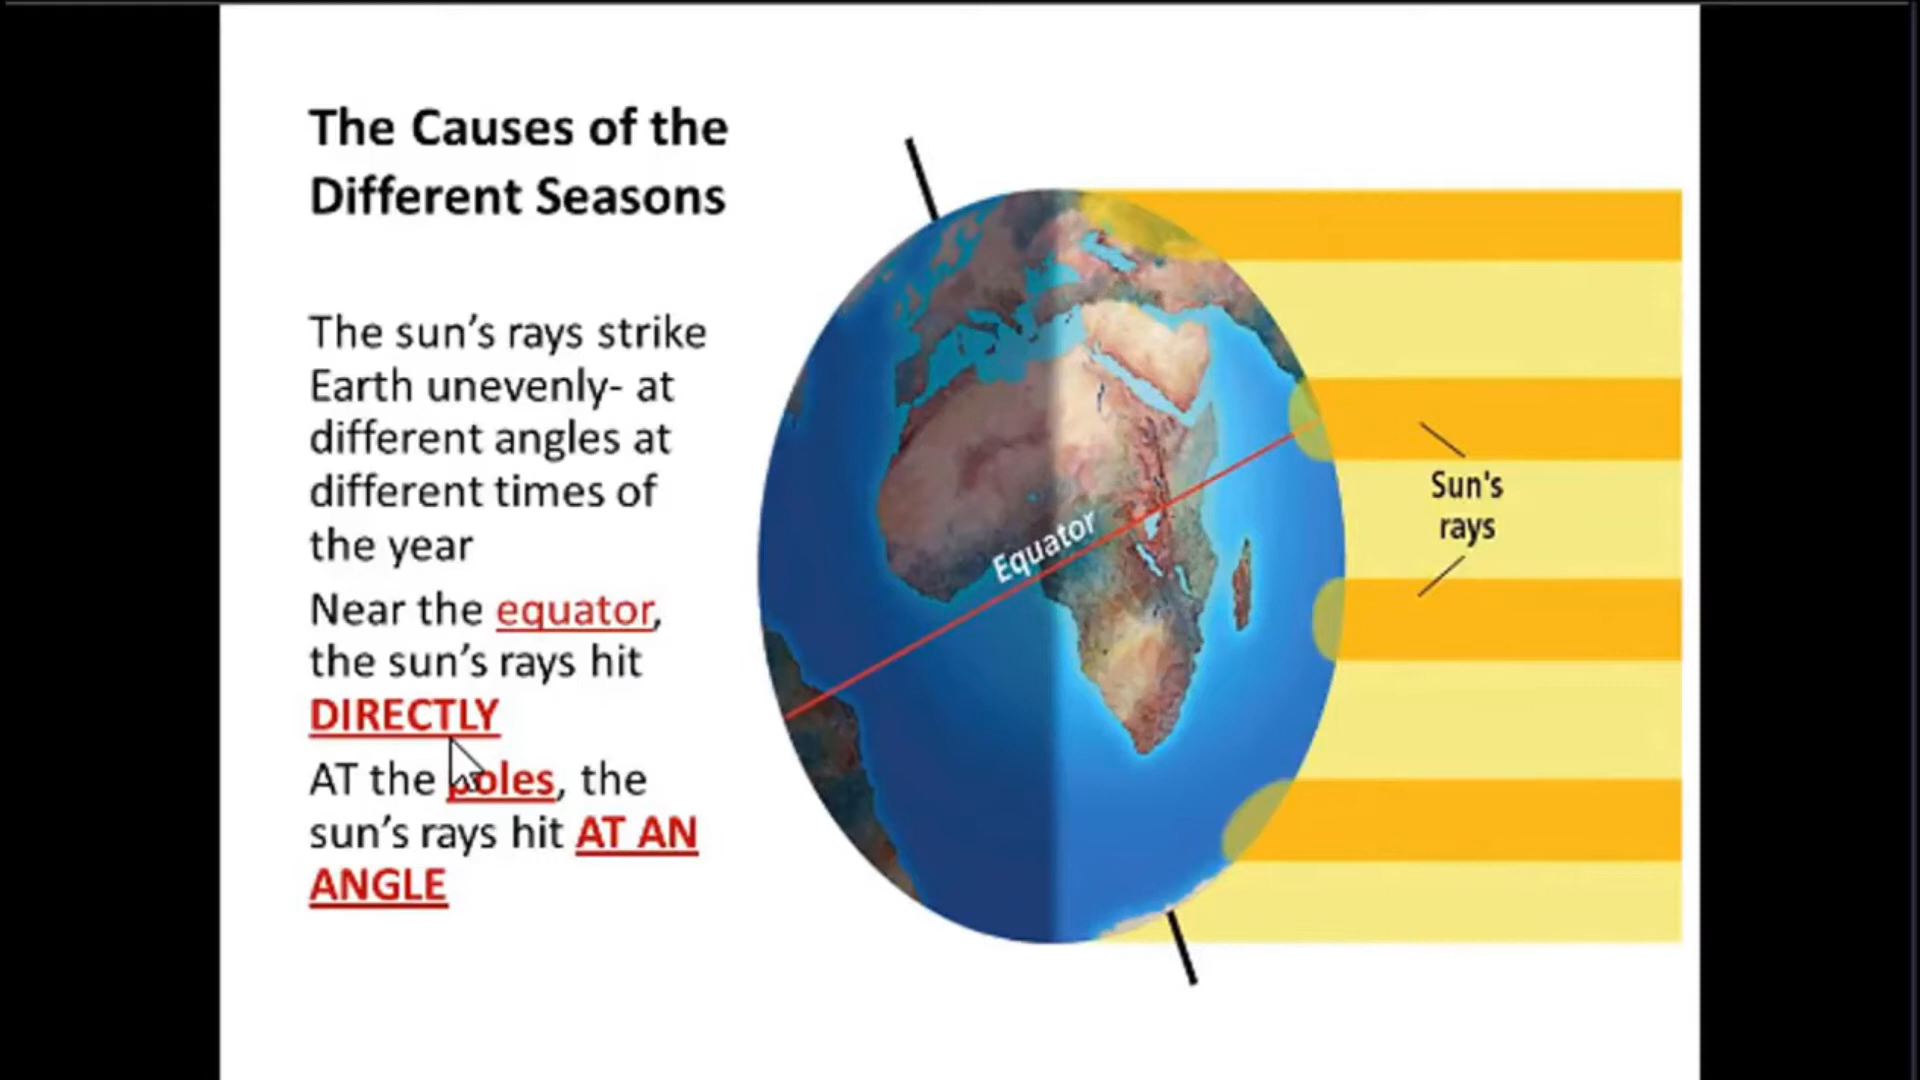 The Causes of the
Different Seasons
The sun’s rays strike
Earth unevenly- at
different angles at
different times of
the year
Near the equator,
the sun’s rays hit
DIRECTLY
AT the poles, the
sun’s rays hit AT AN
ANGLE
Equator
Sun's
rays